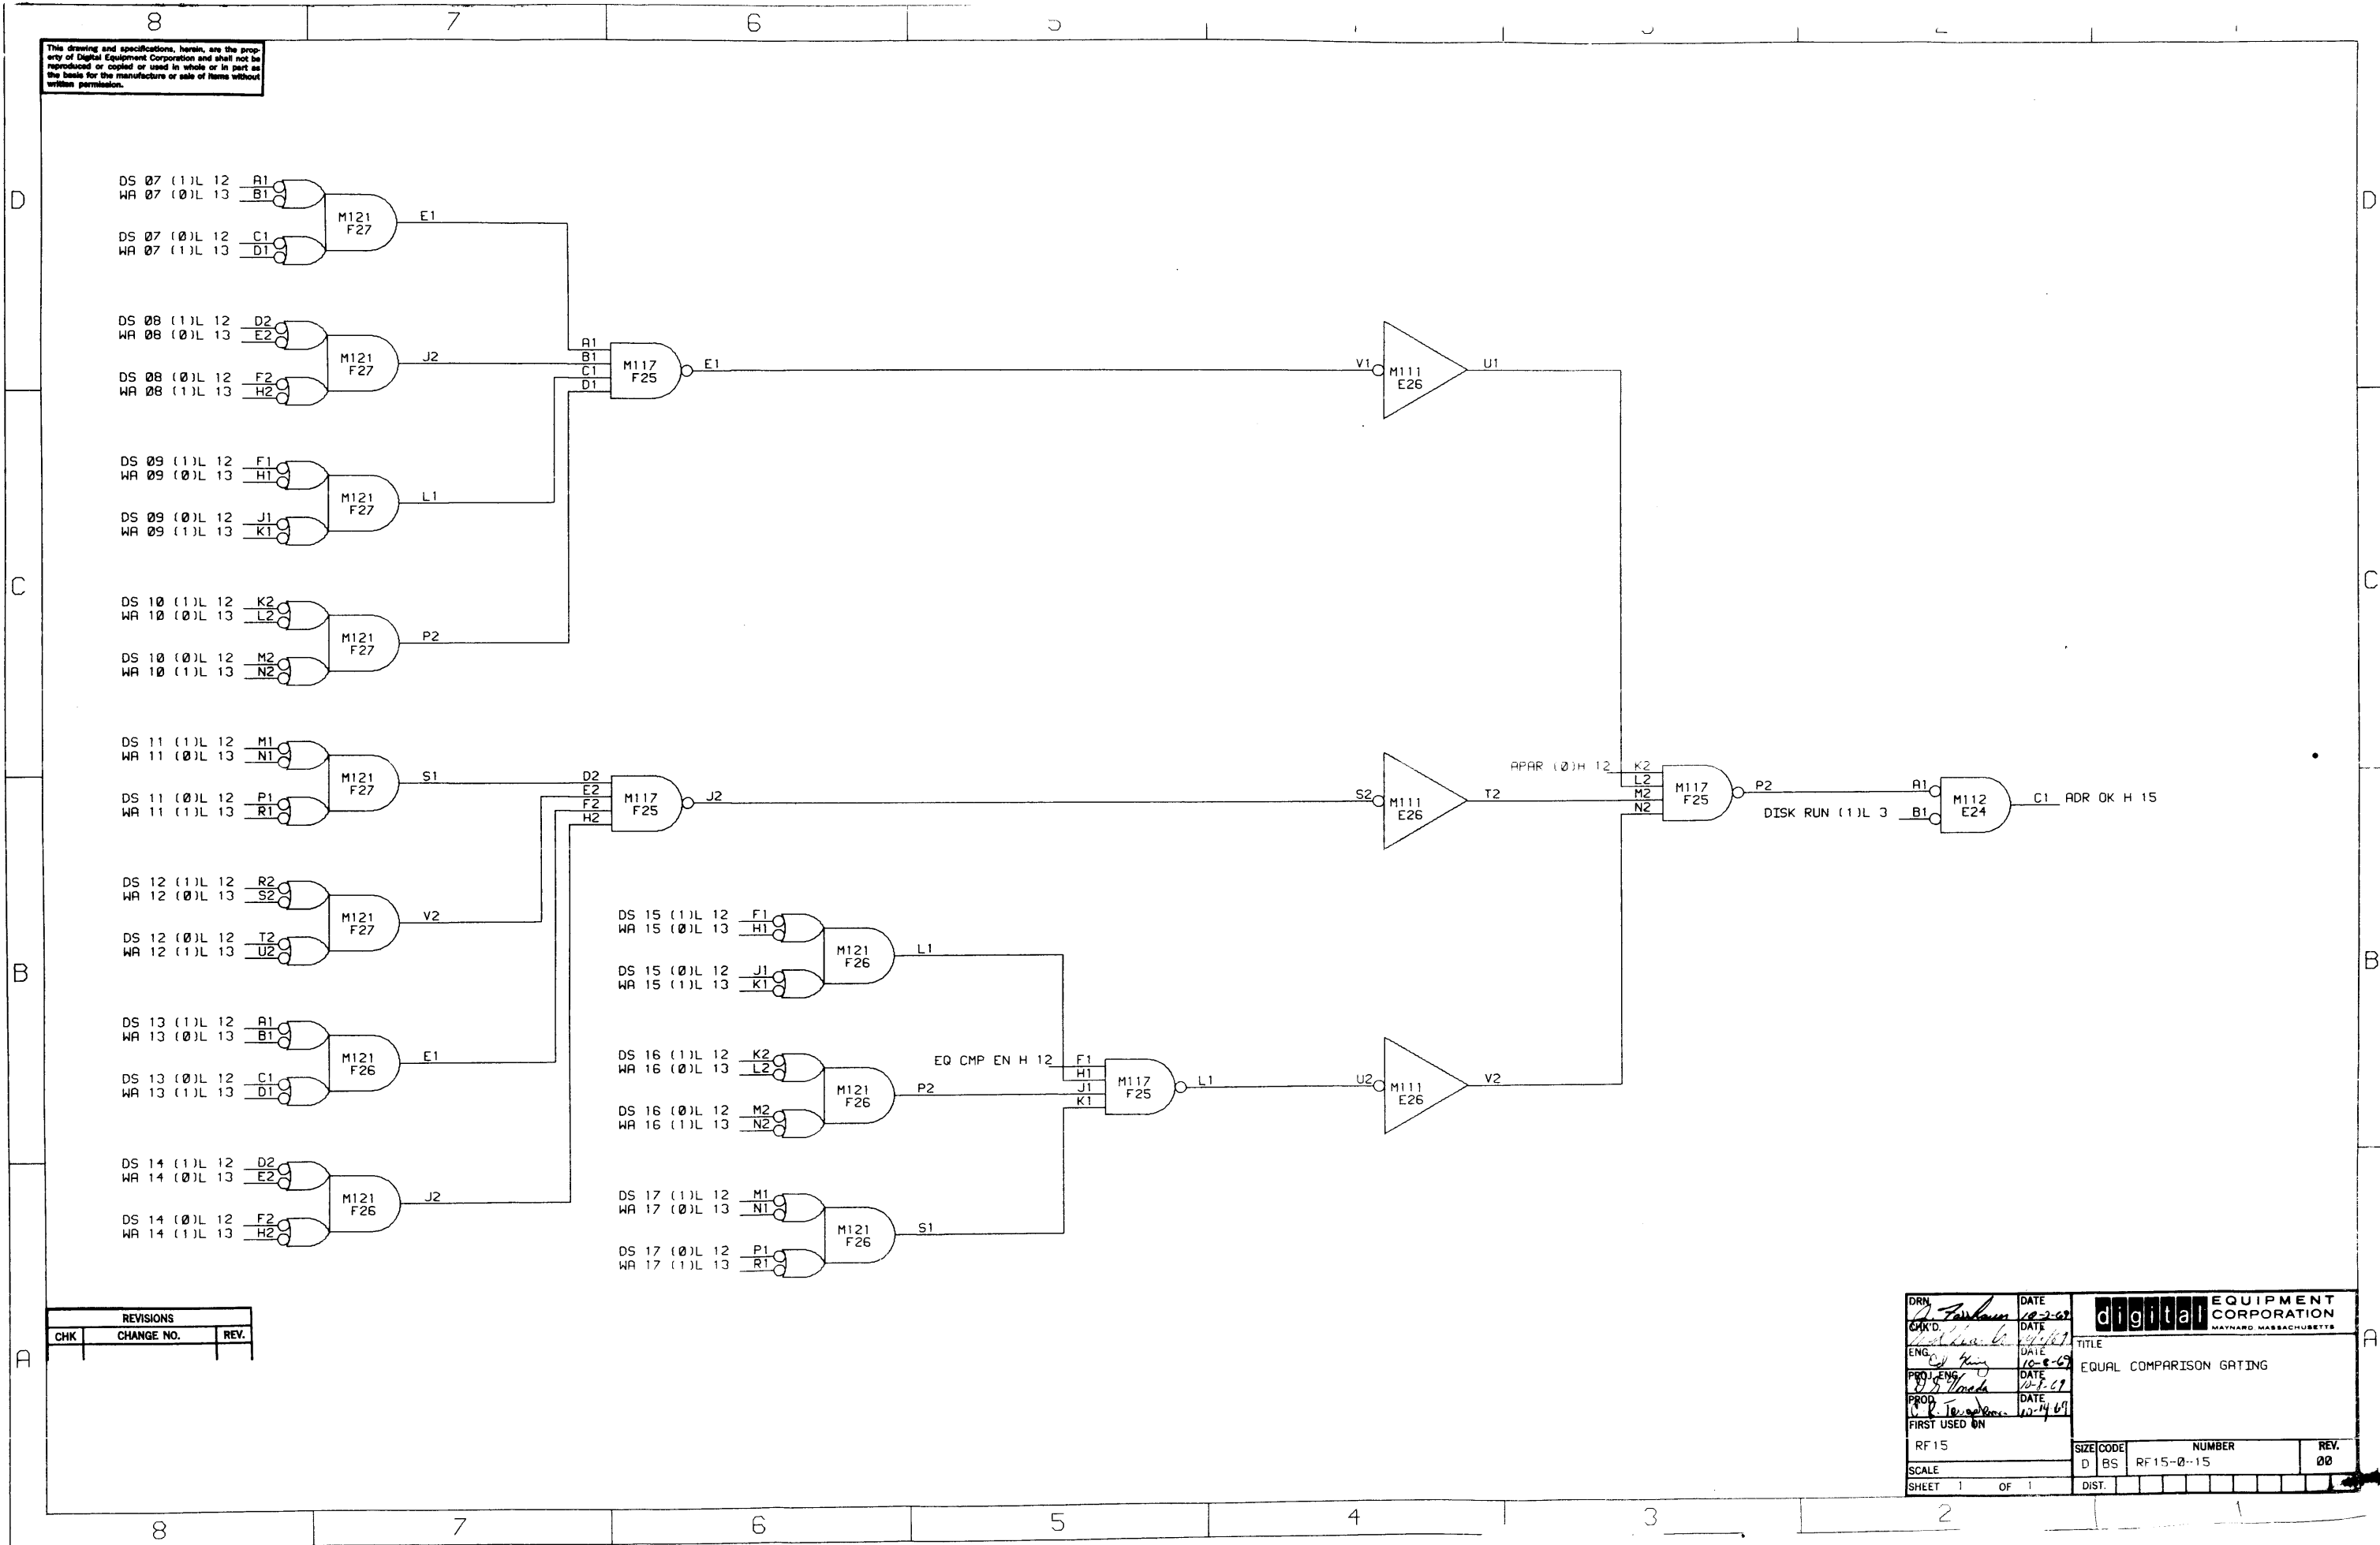 8 7 6
This drawing and specifications, herein, are the prop-
erty of Digital Equipment Corporation and shall not be
reproduced or copied or used in whole or in part as
the basis for the manufacture or sale of items without
written permission.
D D
DS 07 (1)L 12 A1
WA 07 (0)L 13 B1
M121
F27
E1
DS 07 (0)L 12 C1
WA 07 (1)L 13 D1
DS 08 (1)L 12 D2
WA 08 (0)L 13 E2
M121
F27
J2
DS 08 (0)L 12 F2
WA 08 (1)L 13 H2
A1
B1
C1
D1
M117
F25
E1
V1
M111
E26
U1
DS 09 (1)L 12 F1
WA 09 (0)L 13 H1
M121
F27
L1
DS 09 (0)L 12 J1
WA 09 (1)L 13 K1
C C
DS 10 (1)L 12 K2
WA 10 (0)L 13 L2
M121
F27
P2
DS 10 (0)L 12 M2
WA 10 (1)L 13 N2
DS 11 (1)L 12 M1
WA 11 (0)L 13 N1
M121
F27
S1
DS 11 (0)L 12 P1
WA 11 (1)L 13 R1
D2
E2
F2
H2
M117
F25
J2
S2
M111
E26
T2
APAR (0)H 12 K2
L2
M2
N2
M117
F25
P2
A1
DISK RUN (1)L 3 B1
M112
E24
C1 ADR OK H 15
DS 12 (1)L 12 R2
WA 12 (0)L 13 S2
M121
F27
V2
DS 12 (0)L 12 T2
WA 12 (1)L 13 U2
DS 15 (1)L 12 F1
WA 15 (0)L 13 H1
M121
F26
L1
DS 15 (0)L 12 J1
WA 15 (1)L 13 K1
B B
DS 13 (1)L 12 A1
WA 13 (0)L 13 B1
M121
F26
E1
DS 13 (0)L 12 C1
WA 13 (1)L 13 D1
DS 16 (1)L 12 K2
WA 16 (0)L 13 L2
M121
F26
P2
DS 16 (0)L 12 M2
WA 16 (1)L 13 N2
EQ CMP EN H 12 F1
H1
J1
K1
M117
F25
L1
U2
M111
E26
V2
DS 14 (1)L 12 D2
WA 14 (0)L 13 E2
M121
F26
J2
DS 14 (0)L 12 F2
WA 14 (1)L 13 H2
DS 17 (1)L 12 M1
WA 17 (0)L 13 N1
M121
F26
S1
DS 17 (0)L 12 P1
WA 17 (1)L 13 R1
A A
REVISIONS
CHK CHANGE NO. REV.
DRN. DATE
10-2-69
CHK'D. DATE
ENG. Ed King DATE
10-8-69
PROJ. ENG. DATE
10-8-69
PROD. DATE
10-14-69
FIRST USED ON
RF15
SCALE
SHEET 1 OF 1
digital EQUIPMENT
CORPORATION
MAYNARD MASSACHUSETTS
TITLE
EQUAL COMPARISON GATING
SIZE CODE NUMBER REV.
D BS RF15-0-15 00
DIST.
8 7 6 5 4 3 2 1